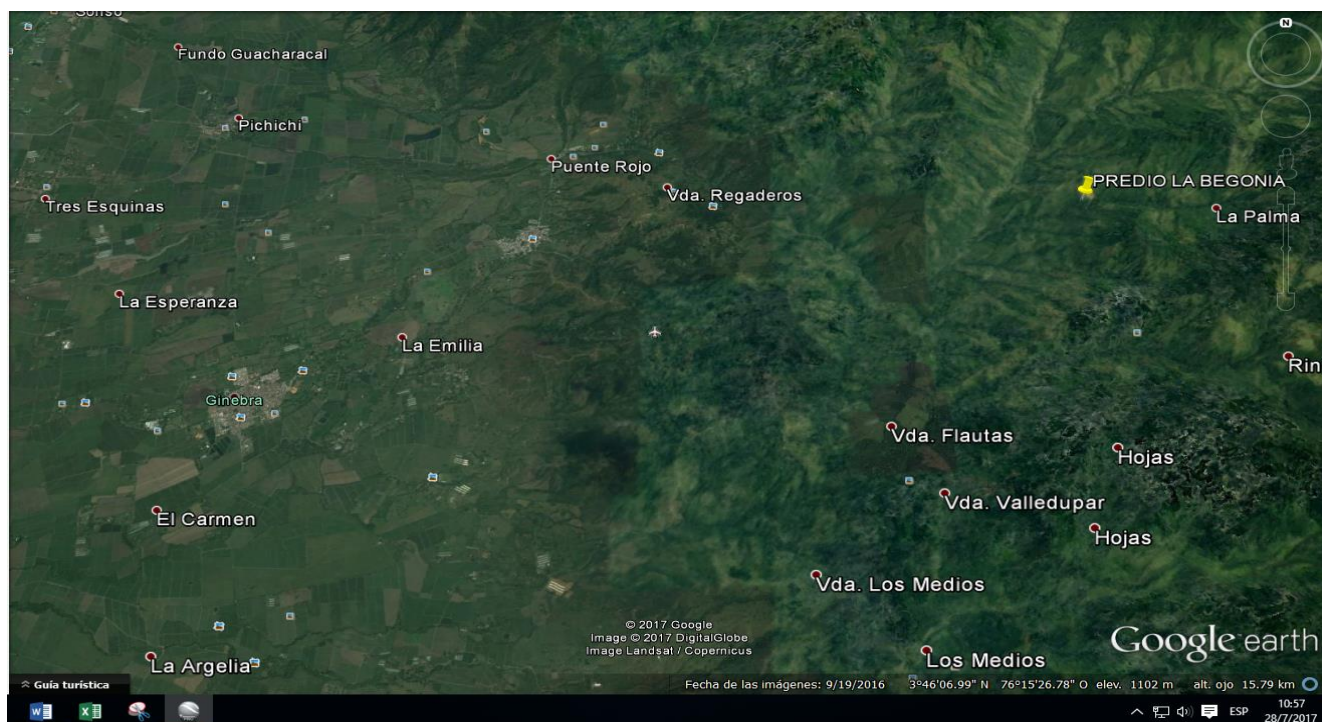 Sonso
Fundo Guacharacal
N
Pichichi
Puente Rojo
PREDIO LA BEGONIA
Vda. Regaderos
Tres Esquinas
La Palma
La Esperanza
La Emilia
Rin
Ginebra
Vda. Flautas
Hojas
Vda. Valledupar
El Carmen
Hojas
Vda. Los Medios
© 2017 Google
Image © 2017 DigitalGlobe
Image Landsat / Copernicus
Google earth
La Argelia
Los Medios
Guía turística
Fecha de las imágenes: 9/19/2016 3°46'06.99" N 76°15'26.78" O elev. 1102 m alt. ojo 15.79 km
ESP
10:57
28/7/2017